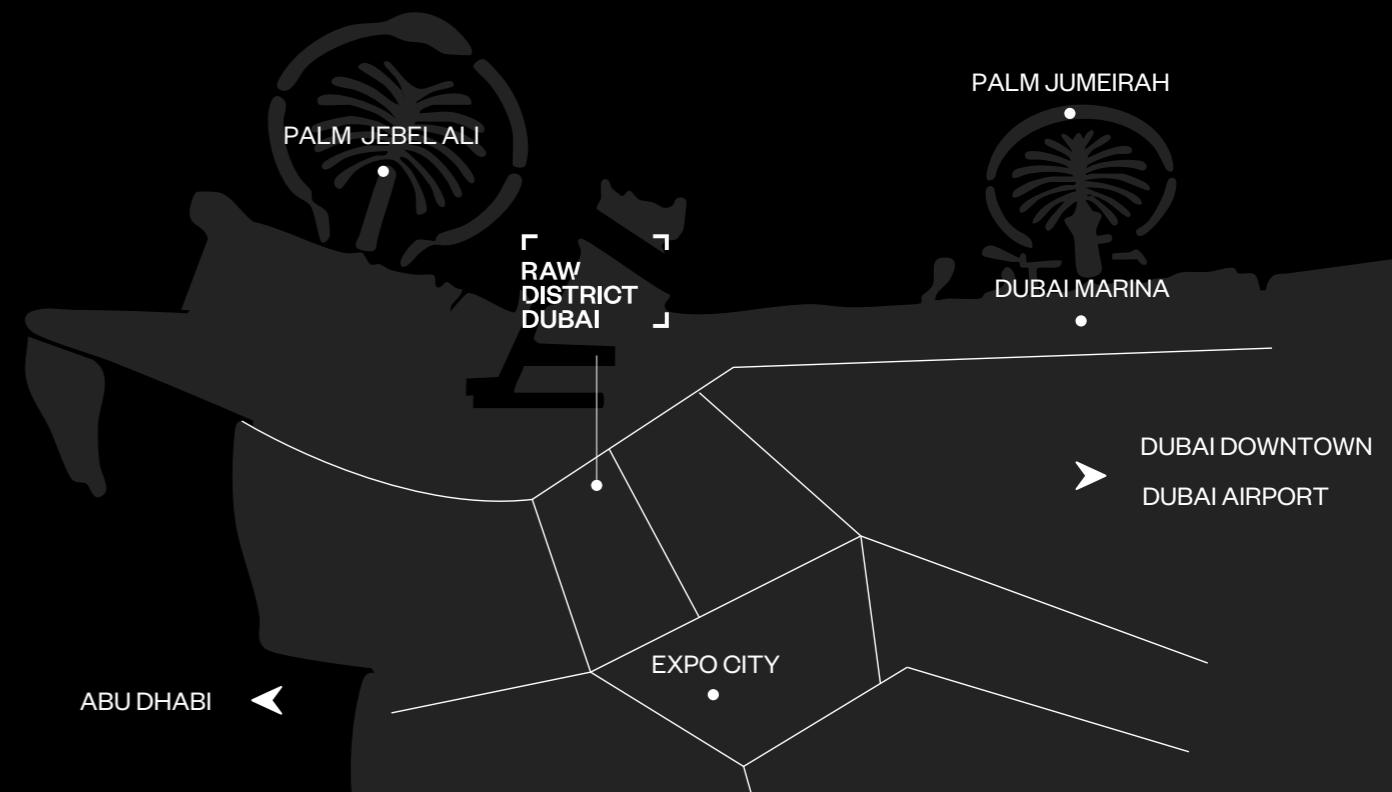 PALM JUMEIRAH
PALM JEBEL ALI
RAW
DISTRICT
DUBAI
DUBAI MARINA
DUBAI DOWNTOWN
DUBAI AIRPORT
EXPO CITY
ABU DHABI